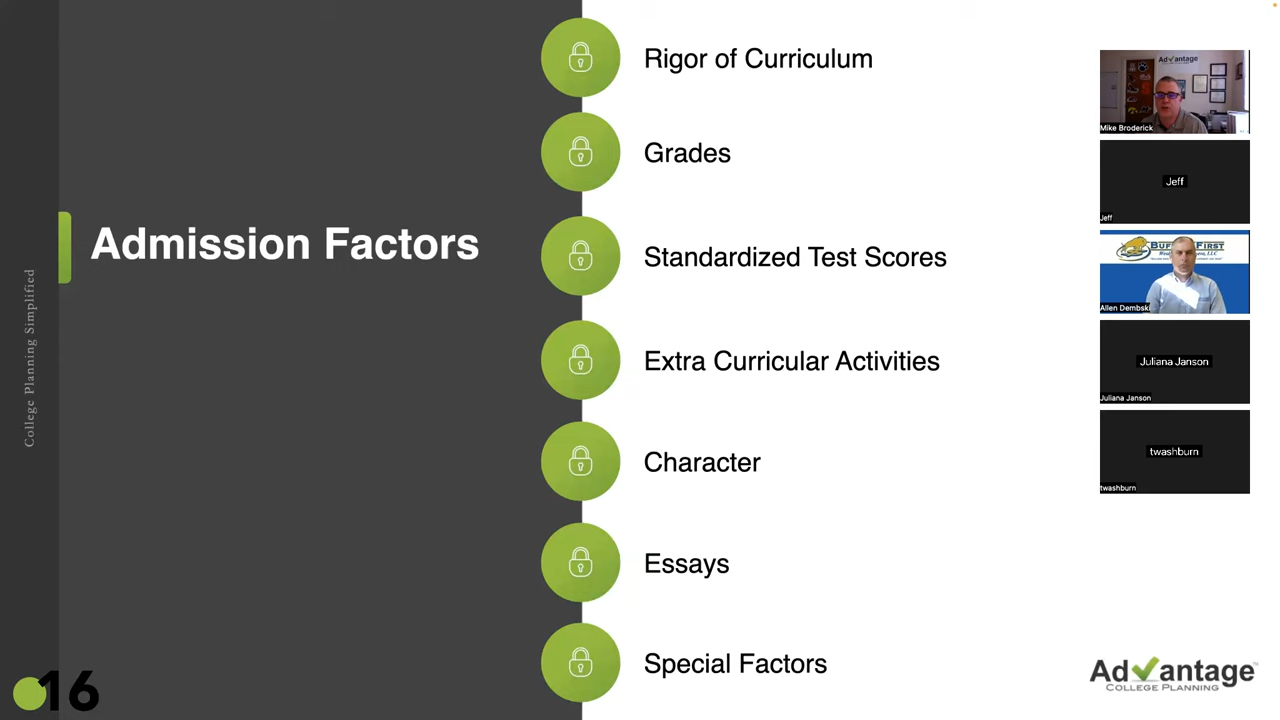 College Planning Simplified
Admission Factors
16
Rigor of Curriculum
Grades
Standardized Test Scores
Extra Curricular Activities
Character
Essays
Special Factors
Advantage
Mike Broderick
Jeff
Jeff
Allen Dembski
Juliana Janson
Juliana Janson
twashburn
twashburn
Advantage
COLLEGE PLANNING